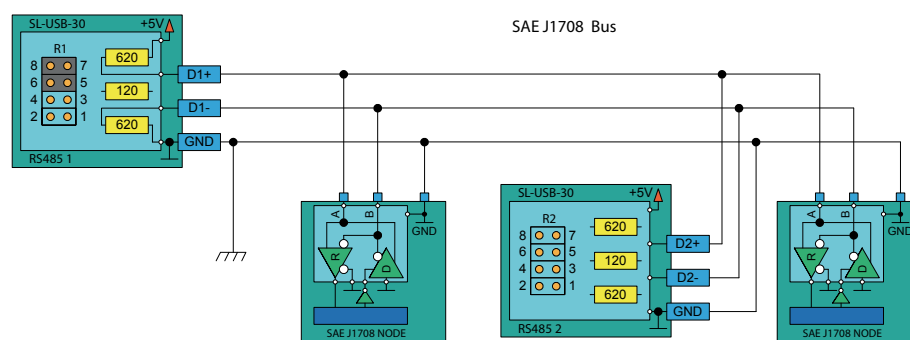 SAE J1708 Bus
SL-USB-30
+5V
R1
8 7
6 5
4 3
2 1
620
120
620
D1+
D1-
GND
RS485 1
A B
GND
R D
SAE J1708 NODE
SL-USB-30
+5V
R2
8 7
6 5
4 3
2 1
620
120
620
D2+
D2-
GND
RS485 2
A B
GND
R D
SAE J1708 NODE